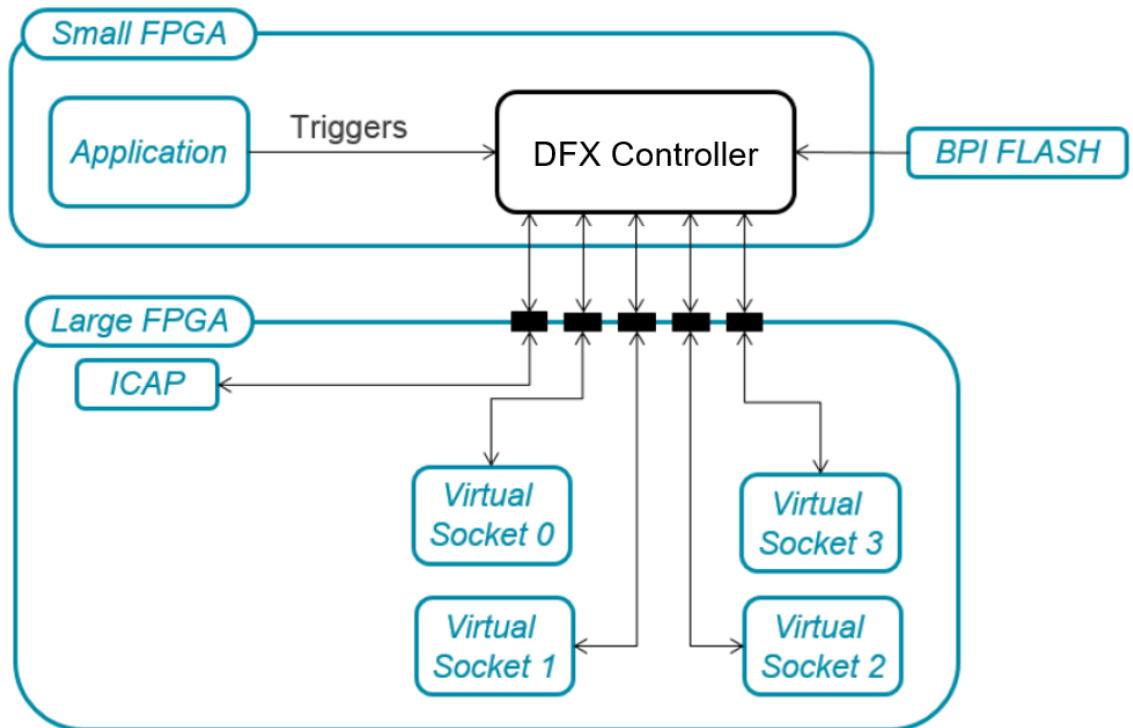 Small FPGA
Application
Triggers
DFX Controller
BPI FLASH
Large FPGA
ICAP
Virtual
Socket 0
Virtual
Socket 3
Virtual
Socket 1
Virtual
Socket 2